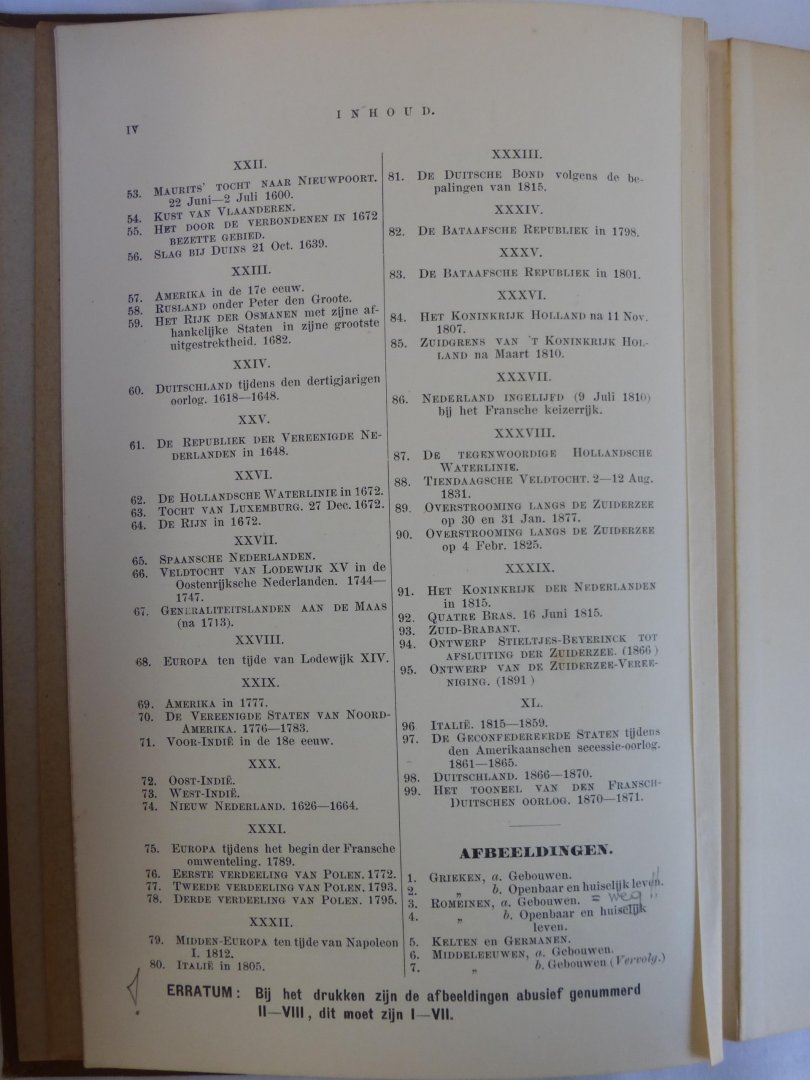 INHOUD.
IV
XXII.
53. MAURITS' TOCHT NAAR NIEUWPOORT.
22 Juni—2 Juli 1600.
54. KUST VAN VLAANDEREN.
55. HET DOOR DE VERBONDENEN IN 1672
BEZETTE GEBIED.
56. SLAG BIJ DUINS 21 Oct. 1639.
XXIII.
57. AMERIKA in de 17e eeuw.
58. RUSLAND onder Peter den Groote.
59. HET RIJK DER OSMANEN met zijne af-
hankelijke Staten in zijne grootste
uitgestrektheid. 1682.
XXIV.
60. DUITSCHLAND tijdens den dertigjarigen
oorlog. 1618—1648.
XXV.
61. DE REPUBLIEK DER VEREENIGDE NE-
DERLANDEN in 1648.
XXVI.
62. DE HOLLANDSCHE WATERLINIE in 1672.
63. TOCHT VAN LUXEMBURG. 27 Dec. 1672.
64. DE RIJN in 1672.
XXVII.
65. SPAANSCHE NEDERLANDEN.
66. VELDTOCHT VAN LODEWIJK XV in de
Oostenrijksche Nederlanden. 1744—
1747.
67. GENERALITEITSLANDEN AAN DE MAAS
(na 1713).
XXVIII.
68. EUROPA ten tijde van Lodewijk XIV.
XXIX.
69. AMERIKA in 1777.
70. DE VEREENIGDE STATEN VAN NOORD-
AMERIKA. 1776—1783.
71. VOOR-INDIË in de 18e eeuw.
XXX.
72. OOST-INDIË.
73. WEST-INDIË.
74. NIEUW NEDERLAND. 1626—1664.
XXXI.
75. EUROPA tijdens het begin der Fransche
omwenteling. 1789.
76. EERSTE VERDEELING VAN POLEN. 1772.
77. TWEEDE VERDEELING VAN POLEN. 1793.
78. DERDE VERDEELING VAN POLEN. 1795.
XXXII.
79. MIDDEN-EUROPA ten tijde van Napoleon
I. 1812.
80. ITALIË in 1805.
XXXIII.
81. DE DUITSCHE BOND volgens de be-
palingen van 1815.
XXXIV.
82. DE BATAAFSCHE REPUBLIEK in 1798.
XXXV.
83. DE BATAAFSCHE REPUBLIEK in 1801.
XXXVI.
84. HET KONINKRIJK HOLLAND na 11 Nov.
1807.
85. ZUIDGRENS VAN 'T KONINKRIJK HOL-
LAND na Maart 1810.
XXXVII.
86. NEDERLAND INGELIJFD (9 Juli 1810)
bij het Fransche keizerrijk.
XXXVIII.
87. DE TEGENWOORDIGE HOLLANDSCHE
WATERLINIE.
88. TIENDAAGSCHE VELDTOCHT. 2—12 Aug.
1831.
89. OVERSTROOMING LANGS DE ZUIDERZEE
op 30 en 31 Jan. 1877.
90. OVERSTROOMING LANGS DE ZUIDERZEE
op 4 Febr. 1825.
XXXIX.
91. HET KONINKRIJK DER NEDERLANDEN
in 1815.
92. QUATRE BRAS. 16 Juni 1815.
93. ZUID-BRABANT.
94. ONTWERP STIELTJES-BEYERINCK TOT
AFSLUITING DER ZUIDERZEE. (1866)
95. ONTWERP VAN DE ZUIDERZEE-VEREE-
NIGING. (1891)
XL.
96 ITALIË. 1815—1859.
97. DE GECONFEDEREERDE STATEN tijdens
den Amerikaanschen secessie-oorlog.
1861—1865.
98. DUITSCHLAND. 1866—1870.
99. HET TOONEEL VAN DEN FRANSCH-
DUITSCHEN OORLOG. 1870—1871.
AFBEELDINGEN.
1. GRIEKEN, a. Gebouwen.
2. „ b. Openbaar en huiselijk leven. !!
3. ROMEINEN, a. Gebouwen. = weg !!
4. „ b. Openbaar en huiselijk
leven.
5. KELTEN en GERMANEN.
6. MIDDELEEUWEN, a. Gebouwen.
7. „ b. Gebouwen (Vervolg.)
! ERRATUM: Bij het drukken zijn de afbeeldingen abusief genummerd
II—VIII, dit moet zijn I—VII.